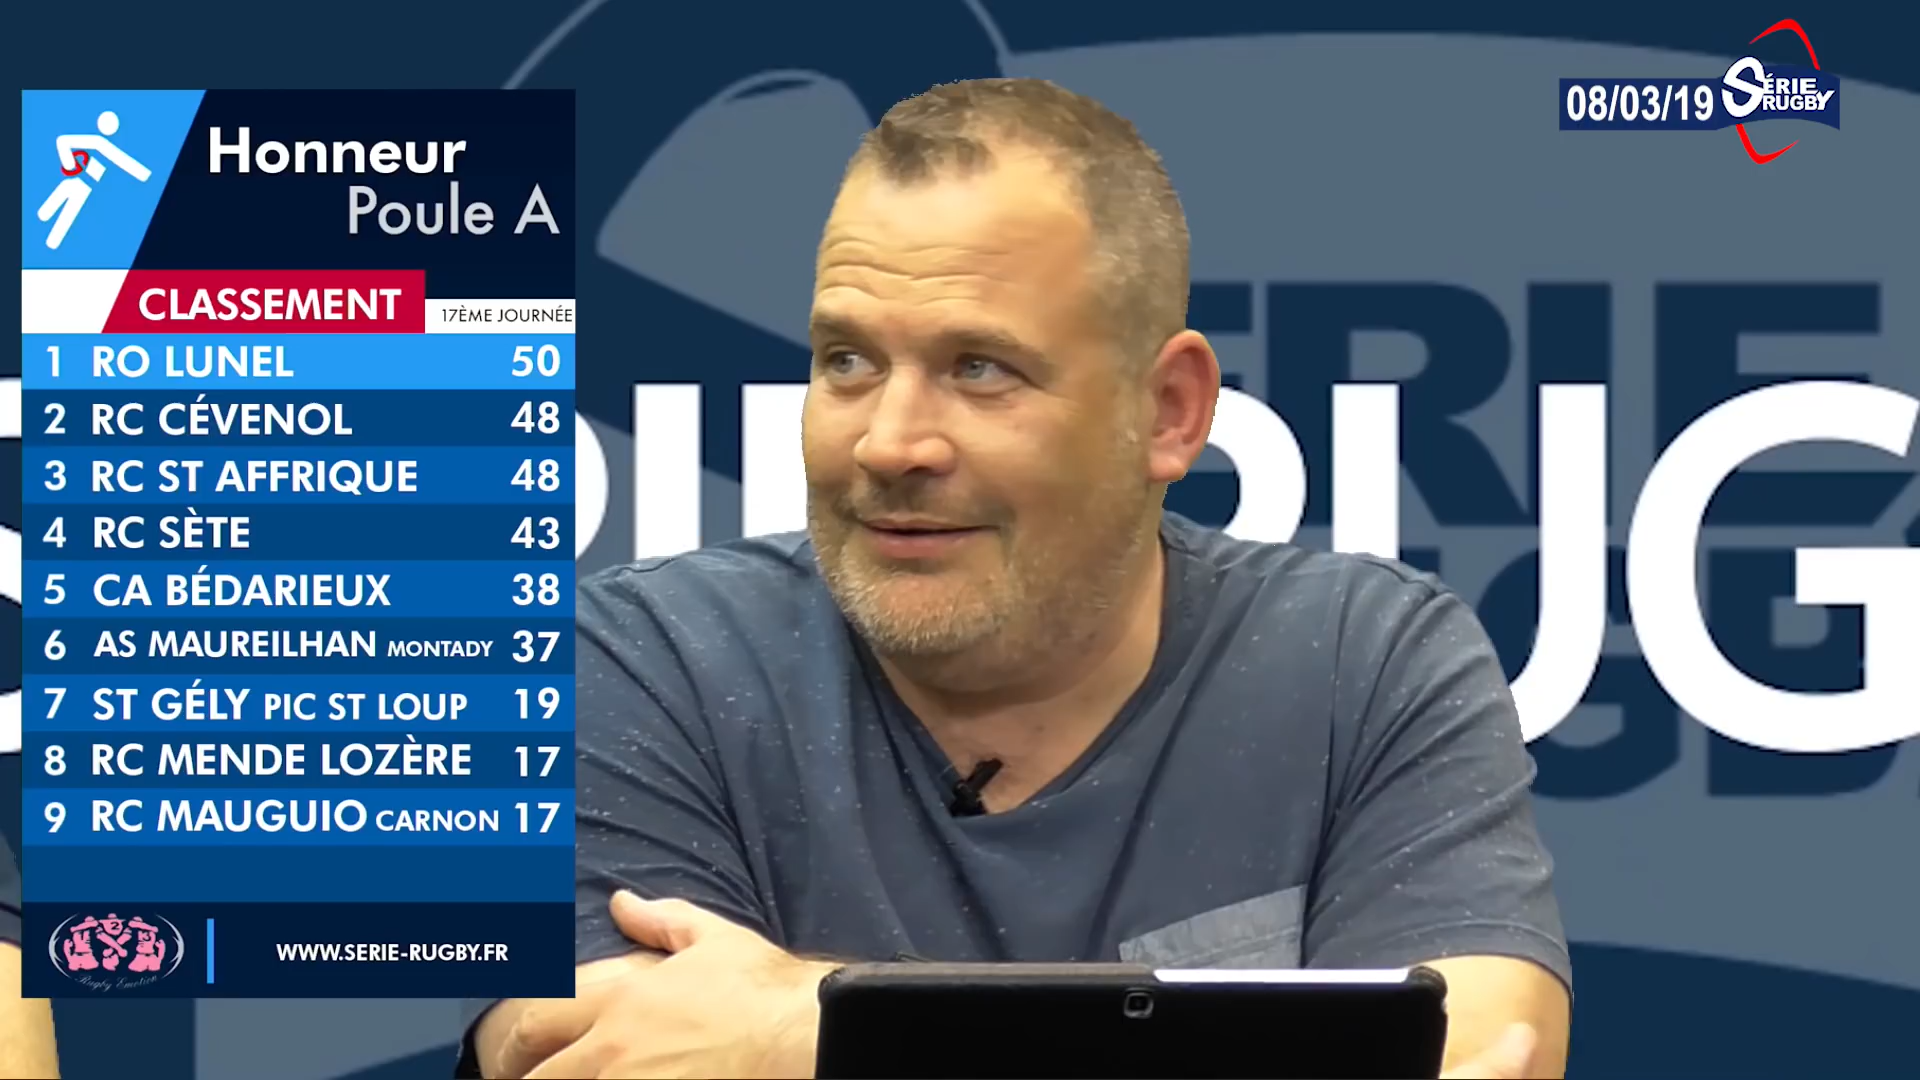 08/03/19
SÉRIE
RUGBY
Honneur
Poule A
CLASSEMENT
17ÈME JOURNÉE
1 RO LUNEL 50
2 RC CÉVENOL 48
3 RC ST AFFRIQUE 48
4 RC SÈTE 43
5 CA BÉDARIEUX 38
6 AS MAUREILHAN MONTADY 37
7 ST GÉLY PIC ST LOUP 19
8 RC MENDE LOZÈRE 17
9 RC MAUGUIO CARNON 17
Rugby Emotion
WWW.SERIE-RUGBY.FR